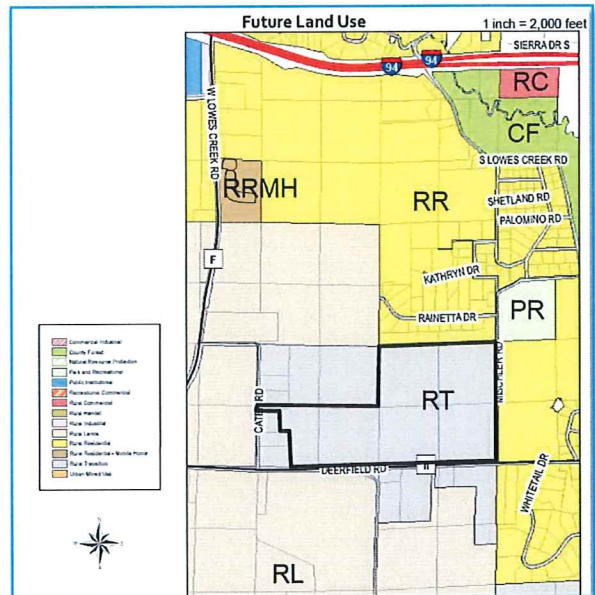 Future Land Use
1 inch = 2,000 feet
SIERRA DR S
94
94
RC
W LOWES CREEK RD
CF
S LOWES CREEK RD
RRMH
RR
SHETLAND RD
PALOMINO RD
F
KATHRYN DR
PR
RAINETTA DR
MISCHLER RD
Commercial Industrial
County Forest
Natural Resource Protection
Park and Recreational
Public Institutional
Recreational Commercial
Rural Commercial
Rural Hamlet
Rural Industrial
Rural Lands
Rural Residential
Rural Residential - Mobile Home
Rural Transition
Urban Mixed Use
RT
CATER RD
II
DEERFIELD RD
WHITETAIL DR
RL